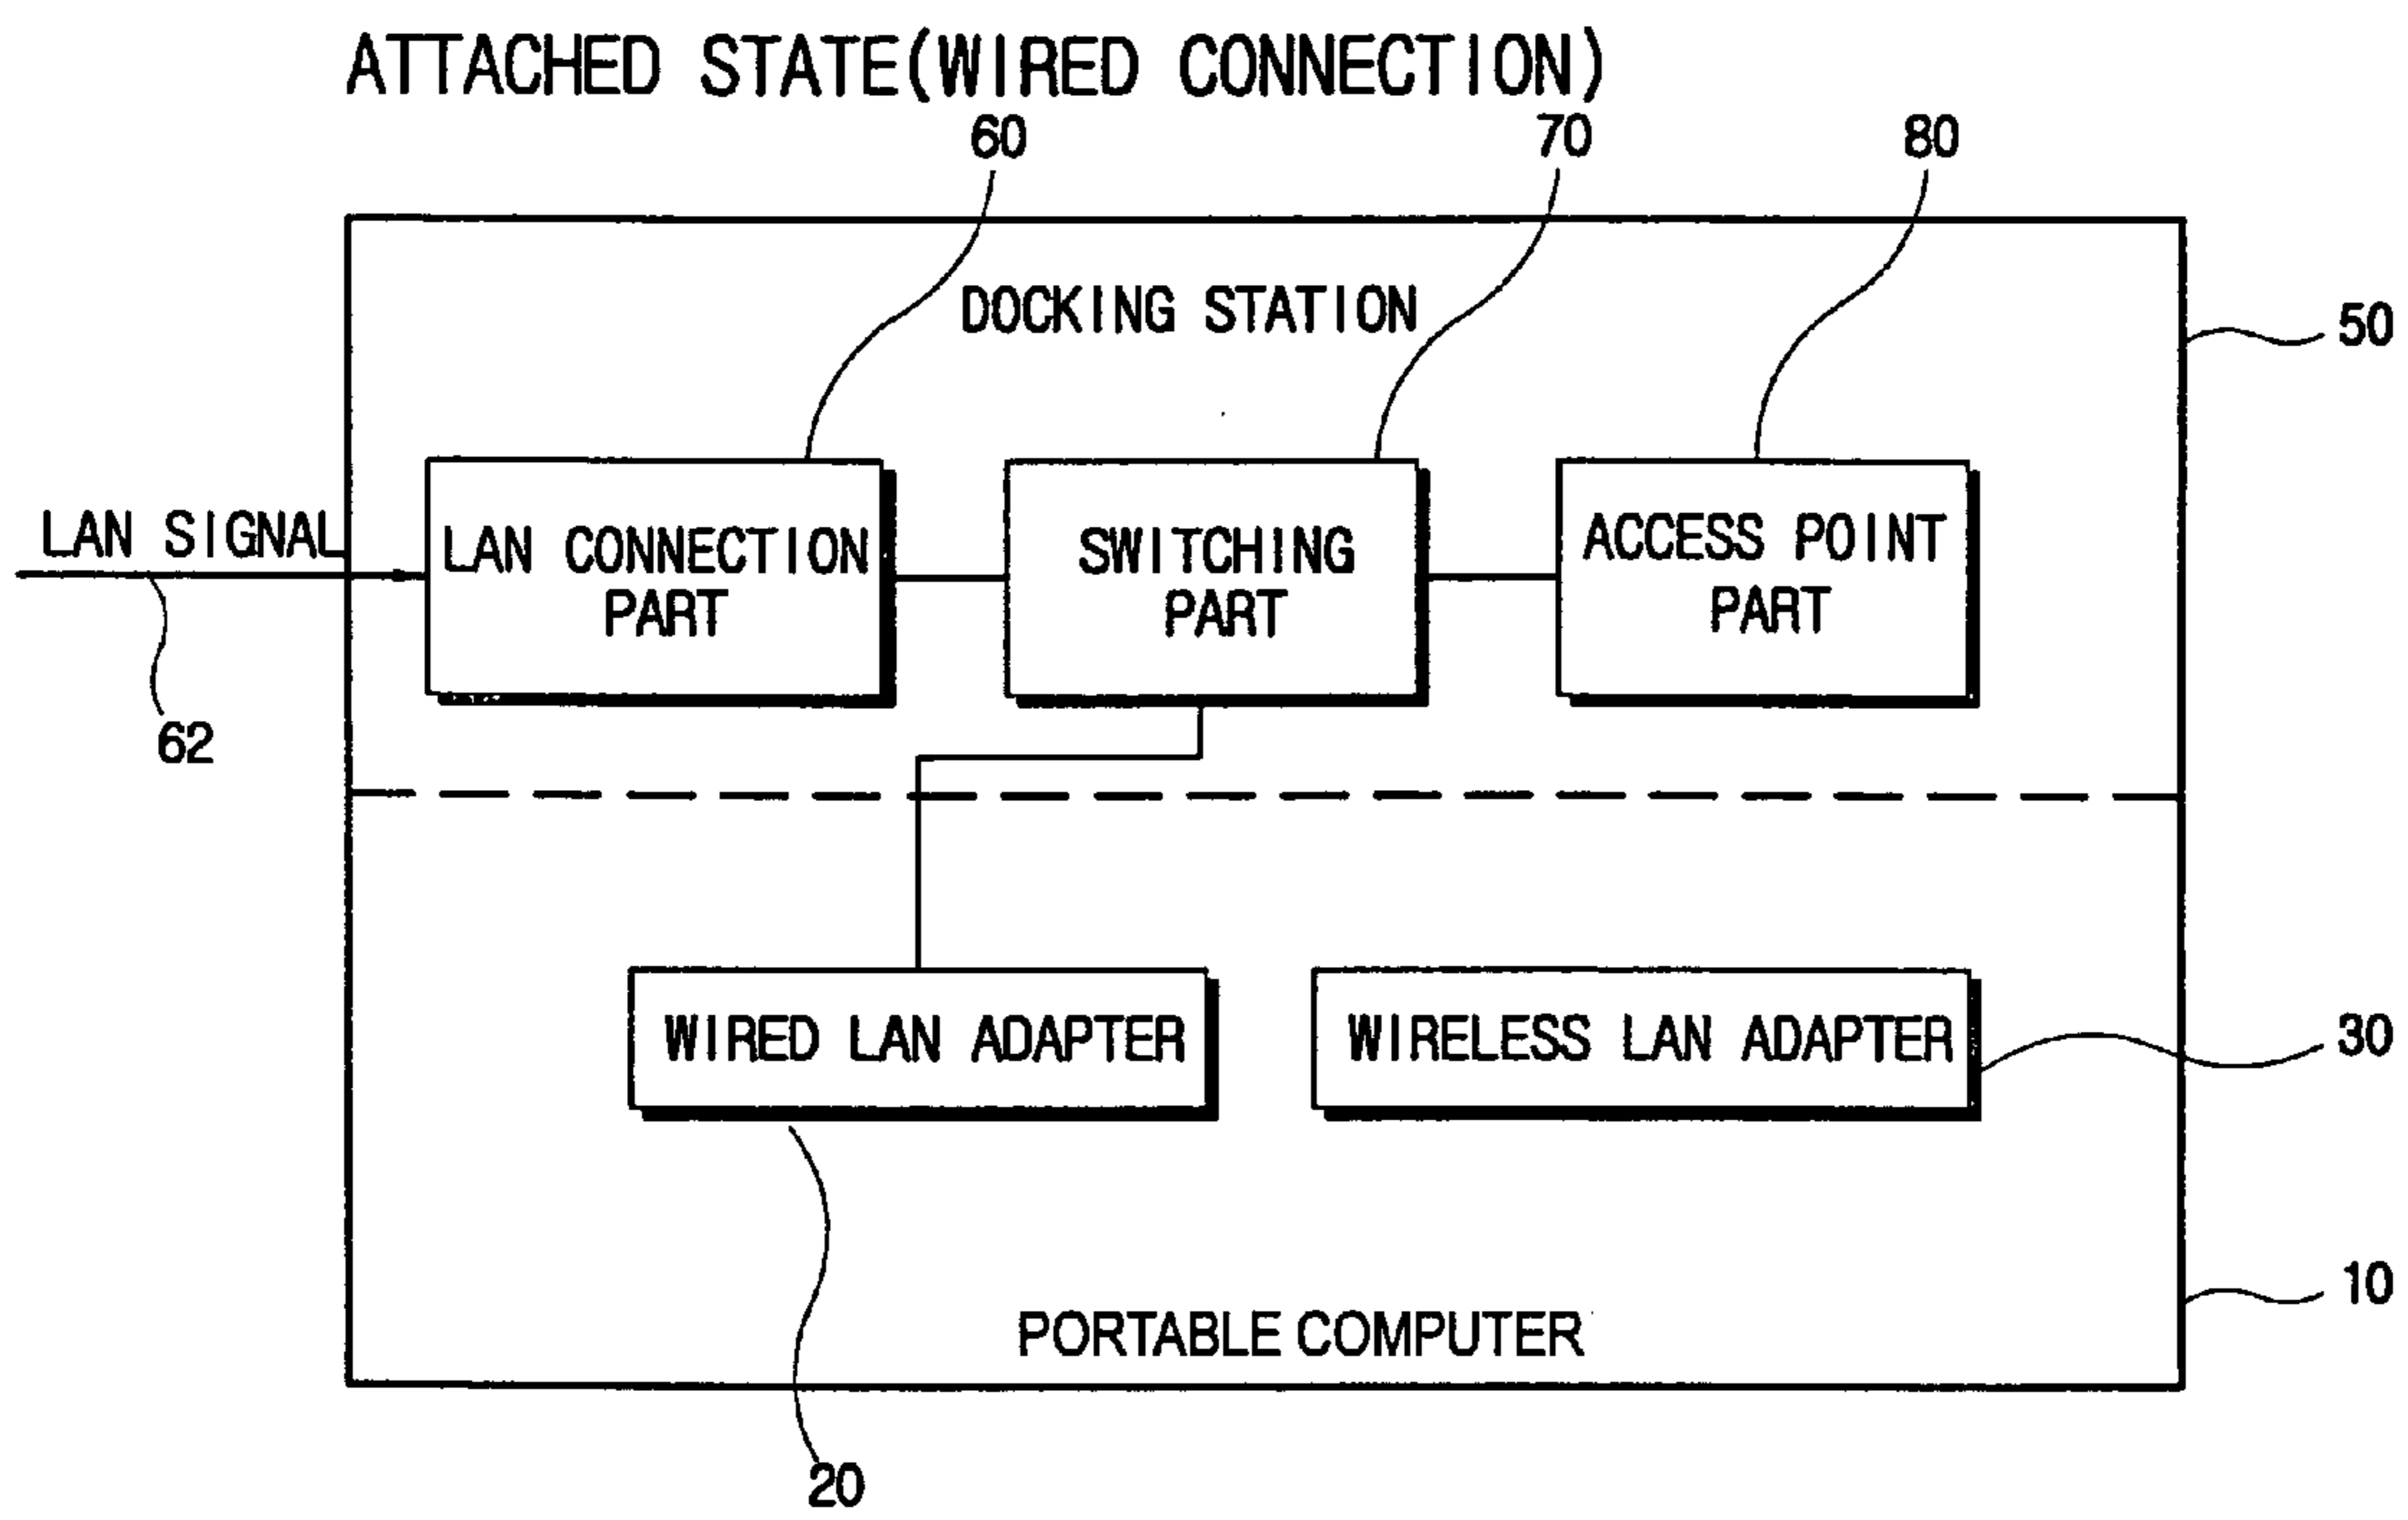 ATTACHED STATE(WIRED CONNECTION)
60
70
80
DOCKING STATION
50
LAN SIGNAL
LAN CONNECTION
PART
SWITCHING
PART
ACCESS POINT
PART
62
WIRED LAN ADAPTER
WIRELESS LAN ADAPTER
30
10
PORTABLE COMPUTER
20